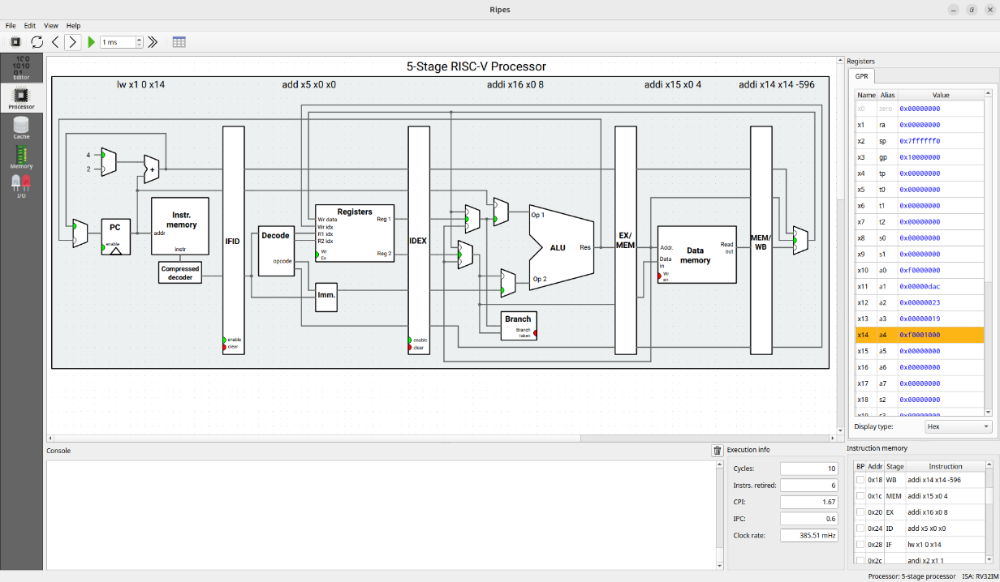 Ripes
File Edit View Help
1 ms
Editor
Processor
Cache
Memory
I/O
5-Stage RISC-V Processor
lw x1 0 x14 add x5 x0 x0 addi x16 x0 8 addi x15 x0 4 addi x14 x14 -596
4
2
+
PC
enable
Instr. memory
addr
instr
Compressed decoder
IFID
enable
clear
Decode
opcode
Registers
Wr data
Wr idx
R1 idx
R2 idx
Wr En
Reg 1
Reg 2
Imm.
IDEX
enable
clear
Op 1
ALU
Res
Op 2
Branch
Branch taken
EX/MEM
Addr.
Data in
Wr en
Data memory
Read out
MEM/WB
Registers
GPR
Name Alias Value
x0 zero 0x00000000
x1 ra 0x00000000
x2 sp 0x7ffffff0
x3 gp 0x10000000
x4 tp 0x00000000
x5 t0 0x00000000
x6 t1 0x00000000
x7 t2 0x00000000
x8 s0 0x00000000
x9 s1 0x00000000
x10 a0 0xf0000000
x11 a1 0x00000dac
x12 a2 0x00000023
x13 a3 0x00000019
x14 a4 0xf0001000
x15 a5 0x00000000
x16 a6 0x00000000
x17 a7 0x00000000
x18 s2 0x00000000
Display type: Hex
Console
Execution info
Cycles: 10
Instrs. retired: 6
CPI: 1.67
IPC: 0.6
Clock rate: 385.51 mHz
Instruction memory
BP Addr Stage Instruction
0x18 WB addi x14 x14 -596
0x1c MEM addi x15 x0 4
0x20 EX addi x16 x0 8
0x24 ID add x5 x0 x0
0x28 IF lw x1 0 x14
0x2c andi x2 x1 1
Processor: 5-stage processor ISA: RV32IM